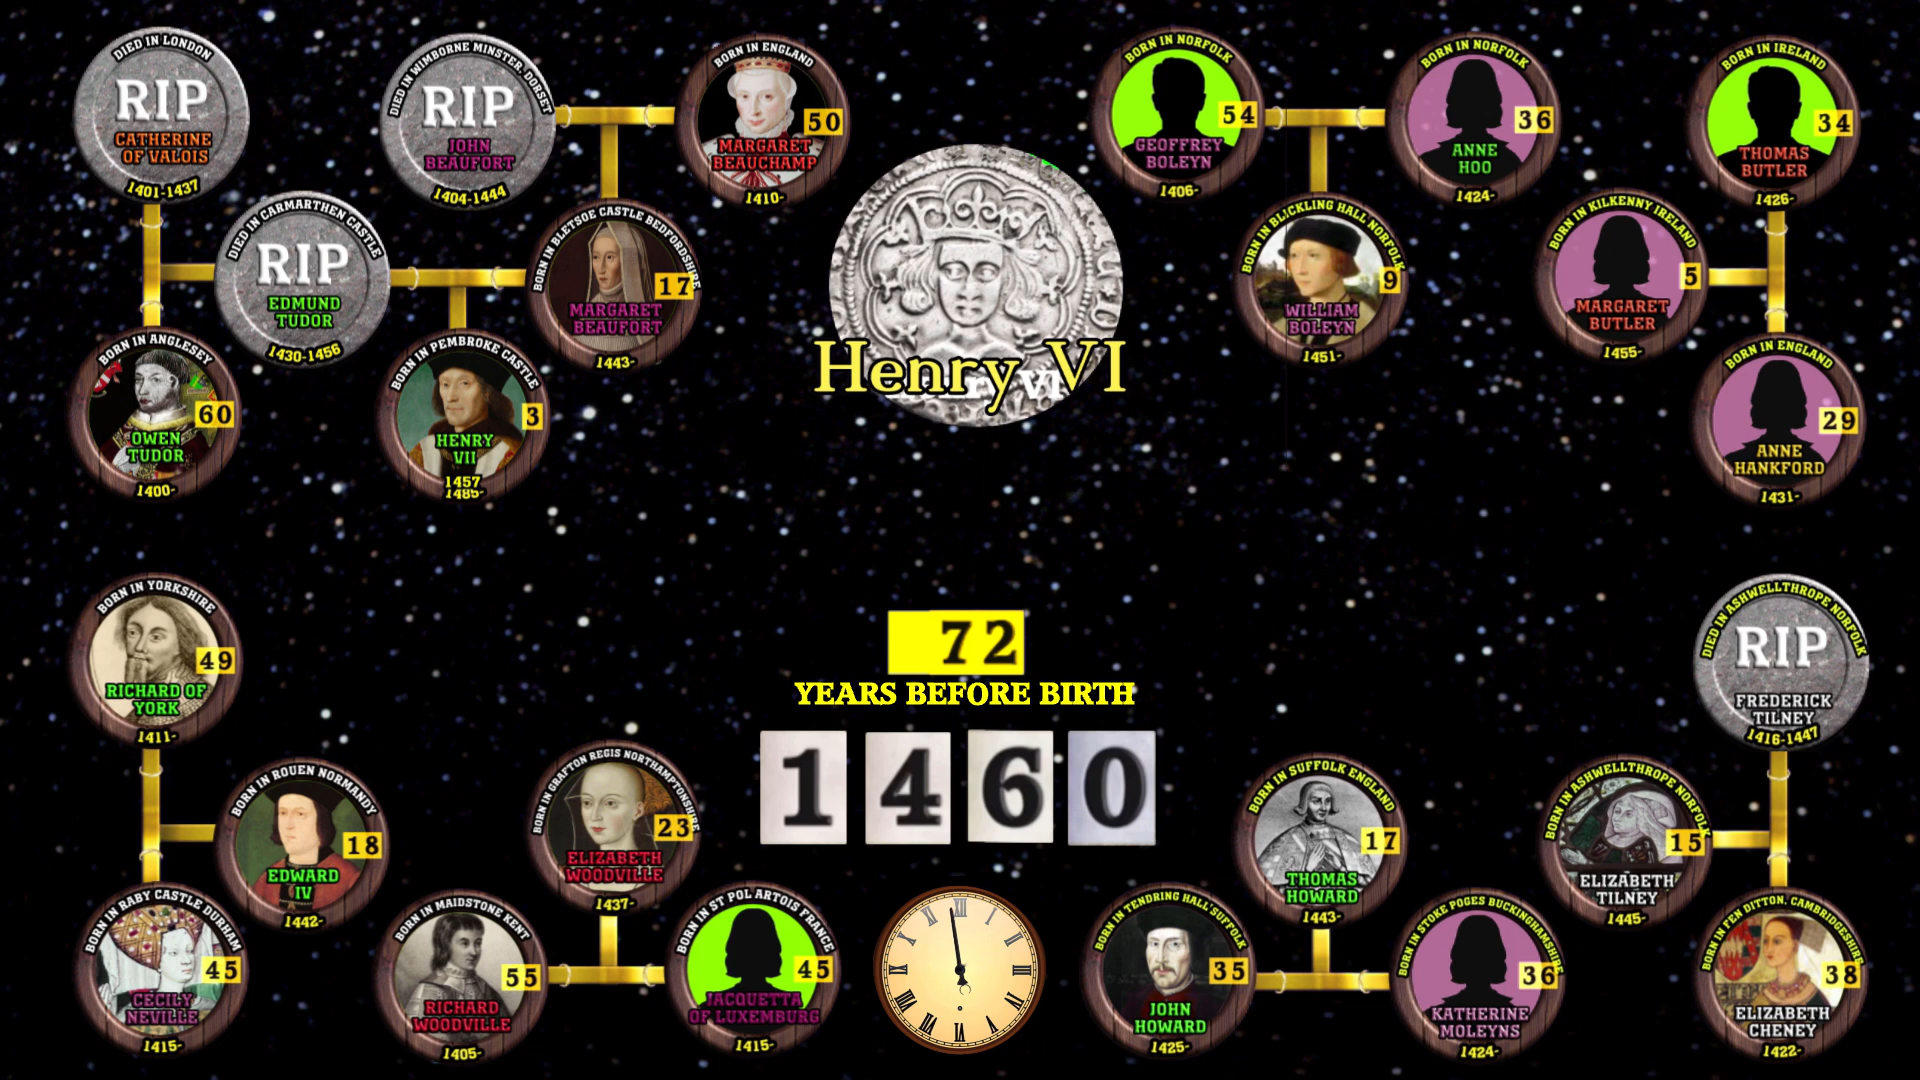 DIED IN LONDON
RIP
CATHERINE
OF VALOIS
1401-1437
DIED IN WIMBORNE MINSTER, DORSET
RIP
JOHN
BEAUFORT
1404-1444
BORN IN ENGLAND
50
MARGARET
BEAUCHAMP
1410-
BORN IN NORFOLK
54
GEOFFREY
BOLEYN
1406-
BORN IN NORFOLK
36
ANNE
HOO
1424-
BORN IN IRELAND
34
THOMAS
BUTLER
1426-
DIED IN CARMARTHEN CASTLE
RIP
EDMUND
TUDOR
1430-1456
BORN IN BLETSOE CASTLE BEDFORDSHIRE
17
MARGARET
BEAUFORT
1443-
Henry VI
BORN IN BLICKLING HALL NORFOLK
9
WILLIAM
BOLEYN
1451-
BORN IN KILKENNY IRELAND
5
MARGARET
BUTLER
1455-
BORN IN ANGLESEY
60
OWEN
TUDOR
1400-
BORN IN PEMBROKE CASTLE
3
HENRY
VII
1457
1485-
BORN IN ENGLAND
29
ANNE
HANKFORD
1431-
BORN IN YORKSHIRE
49
RICHARD OF
YORK
1411-
72
YEARS BEFORE BIRTH
1460
DIED IN ASHWELLTHROPE NORFOLK
RIP
FREDERICK
TILNEY
1416-1447
BORN IN ROUEN NORMANDY
18
EDWARD
IV
1442-
BORN IN GRAFTON REGIS NORTHAMPTONSHIRE
23
ELIZABETH
WOODVILLE
1437-
BORN IN SUFFOLK ENGLAND
17
THOMAS
HOWARD
1443-
BORN IN ASHWELLTHROPE NORFOLK
15
ELIZABETH
TILNEY
1445-
BORN IN RABY CASTLE DURHAM
45
CECILY
NEVILLE
1415-
BORN IN MAIDSTONE KENT
55
RICHARD
WOODVILLE
1405-
BORN IN ST POL ARTOIS FRANCE
45
JACQUETTA
OF LUXEMBURG
1415-
XII
I
II
III
IIII
V
VI
VII
VIII
IX
X
XI
BORN IN TENDRING HALL SUFFOLK
35
JOHN
HOWARD
1425-
BORN IN STOKE POGES BUCKINGHAMSHIRE
36
KATHERINE
MOLEYNS
1424-
BORN IN FEN DITTON, CAMBRIDGESHIRE
38
ELIZABETH
CHENEY
1422-